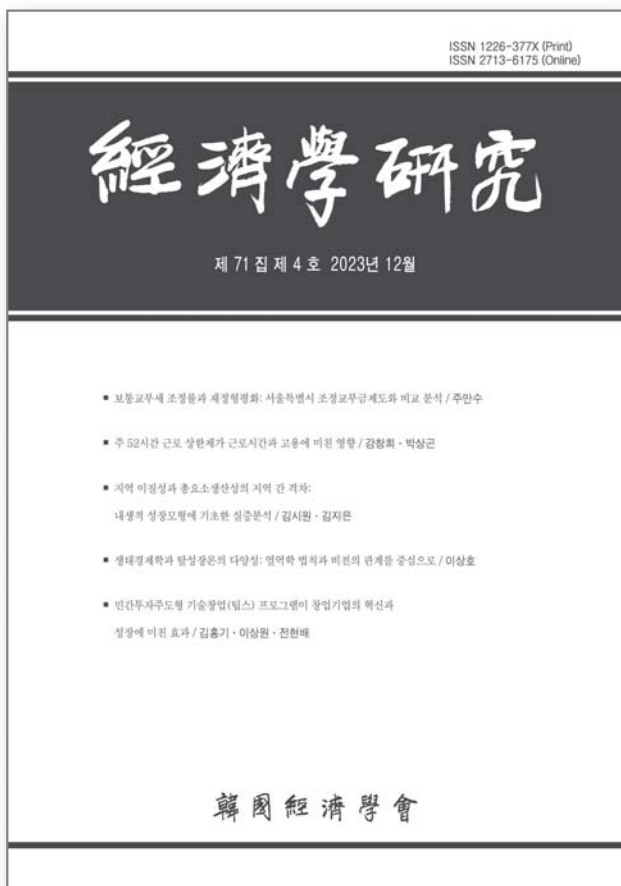 ISSN 1226-377X (Print)
ISSN 2713-6175 (Online)
經濟學硏究
제 71 집 제 4 호 2023년 12월
■ 보통교부세 조정률과 재정형평화: 서울특별시 조정교부금제도와 비교 분석 / 주만수
■ 주 52시간 근로 상한제가 근로시간과 고용에 미친 영향 / 김창희·박상곤
■ 지역 이질성과 총요소생산성의 지역 간 격차:
내생적 성장모형에 기초한 실증분석 / 김시원·김지은
■ 생태경제학과 탈성장론의 다양성: 열역학 법칙과 비전의 관계를 중심으로 / 이상호
■ 민간투자주도형 기술창업(팁스) 프로그램이 창업기업의 혁신과
성장에 미친 효과 / 김홍기·이상원·전현배
韓國經濟學會